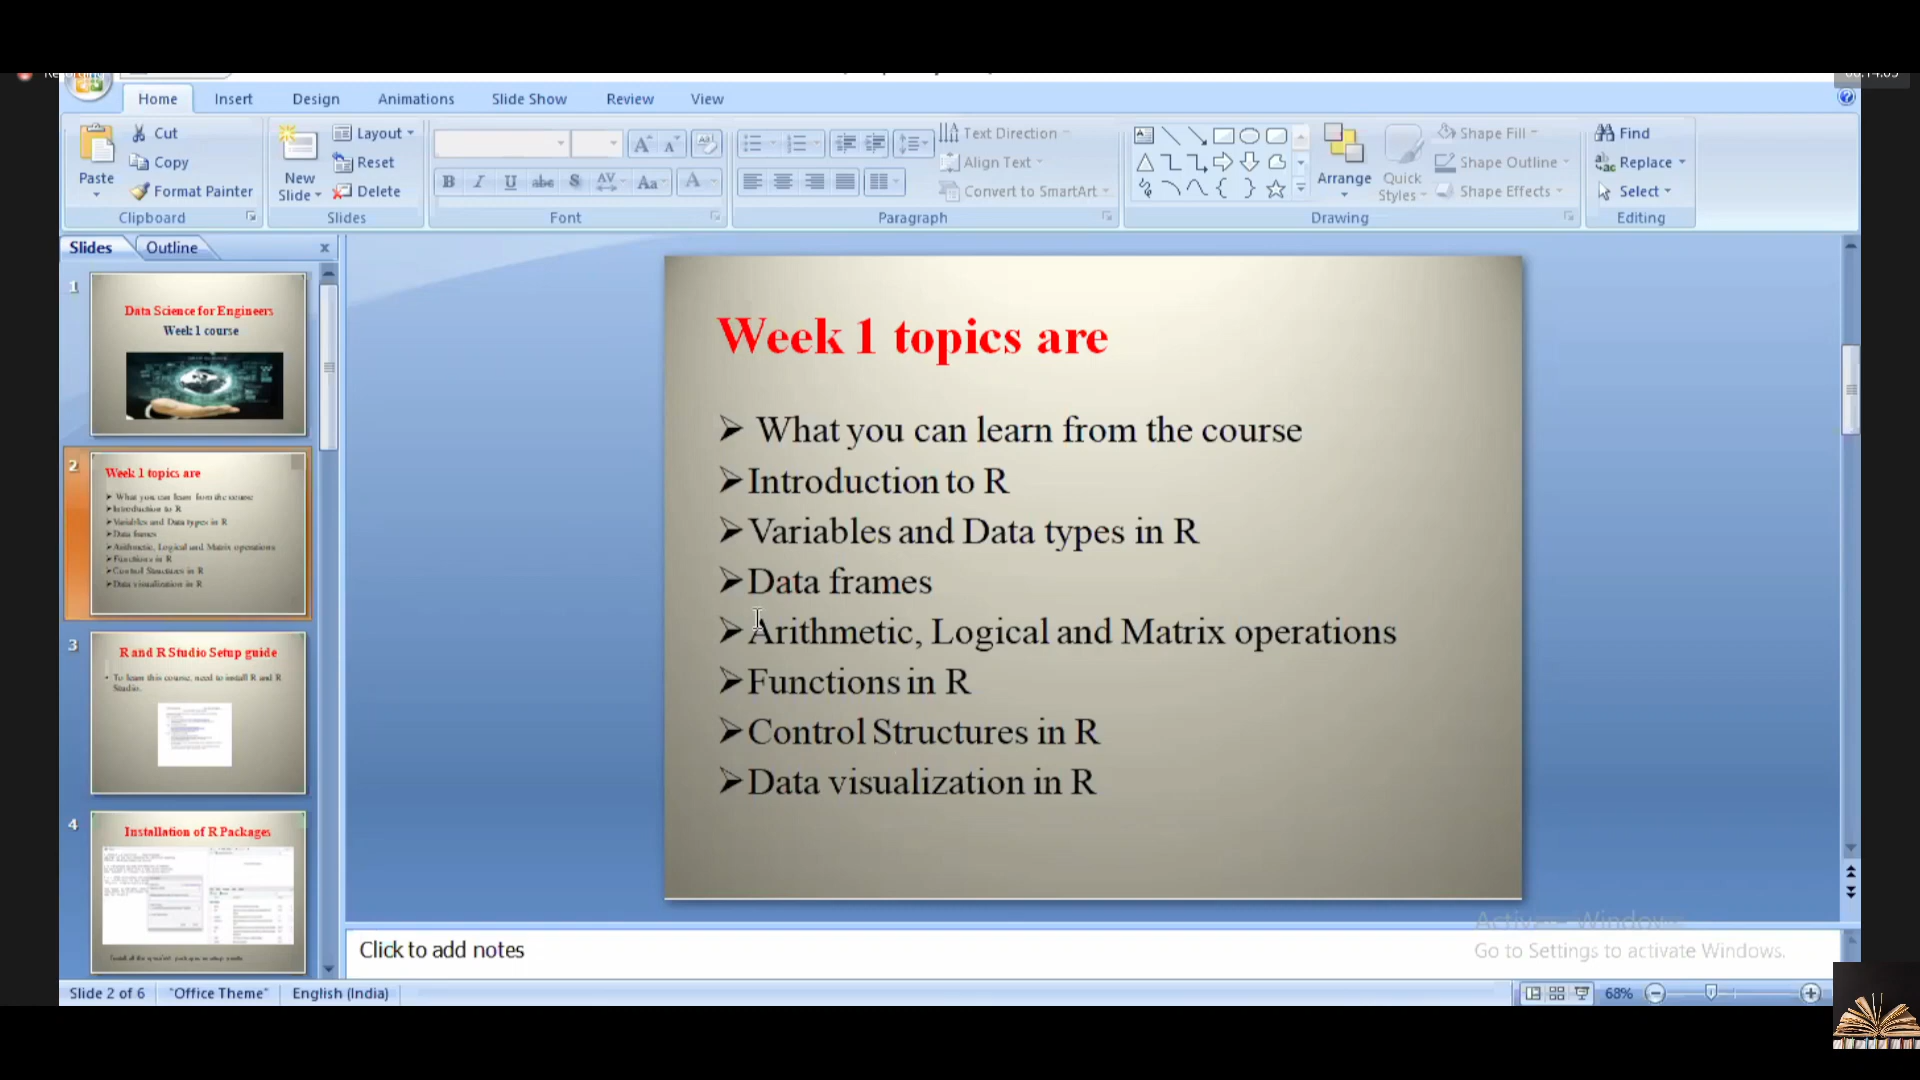 Home Insert Design Animations Slide Show Review View
Paste
Cut
Copy
Format Painter
Clipboard
New Slide
Layout
Reset
Delete
Slides
Font
Text Direction
Align Text
Convert to SmartArt
Paragraph
Arrange
Quick Styles
Shape Fill
Shape Outline
Shape Effects
Drawing
Find
Replace
Select
Editing
Slides Outline
1
Data Science for Engineers
Week 1 course
2
Week 1 topics are
What you can learn from the course
Introduction to R
Variables and Data types in R
Data frames
Arithmetic, Logical and Matrix operations
Functions in R
Control Structures in R
Data visualization in R
3
R and R Studio Setup guide
To learn this course, need to install R and R
Studio.
4
Installation of R Packages
Week 1 topics are
➢ What you can learn from the course
➢Introduction to R
➢Variables and Data types in R
➢Data frames
➢Arithmetic, Logical and Matrix operations
➢Functions in R
➢Control Structures in R
➢Data visualization in R
Activate Windows
Go to Settings to activate Windows.
Click to add notes
Slide 2 of 6 "Office Theme" English (India) 68%